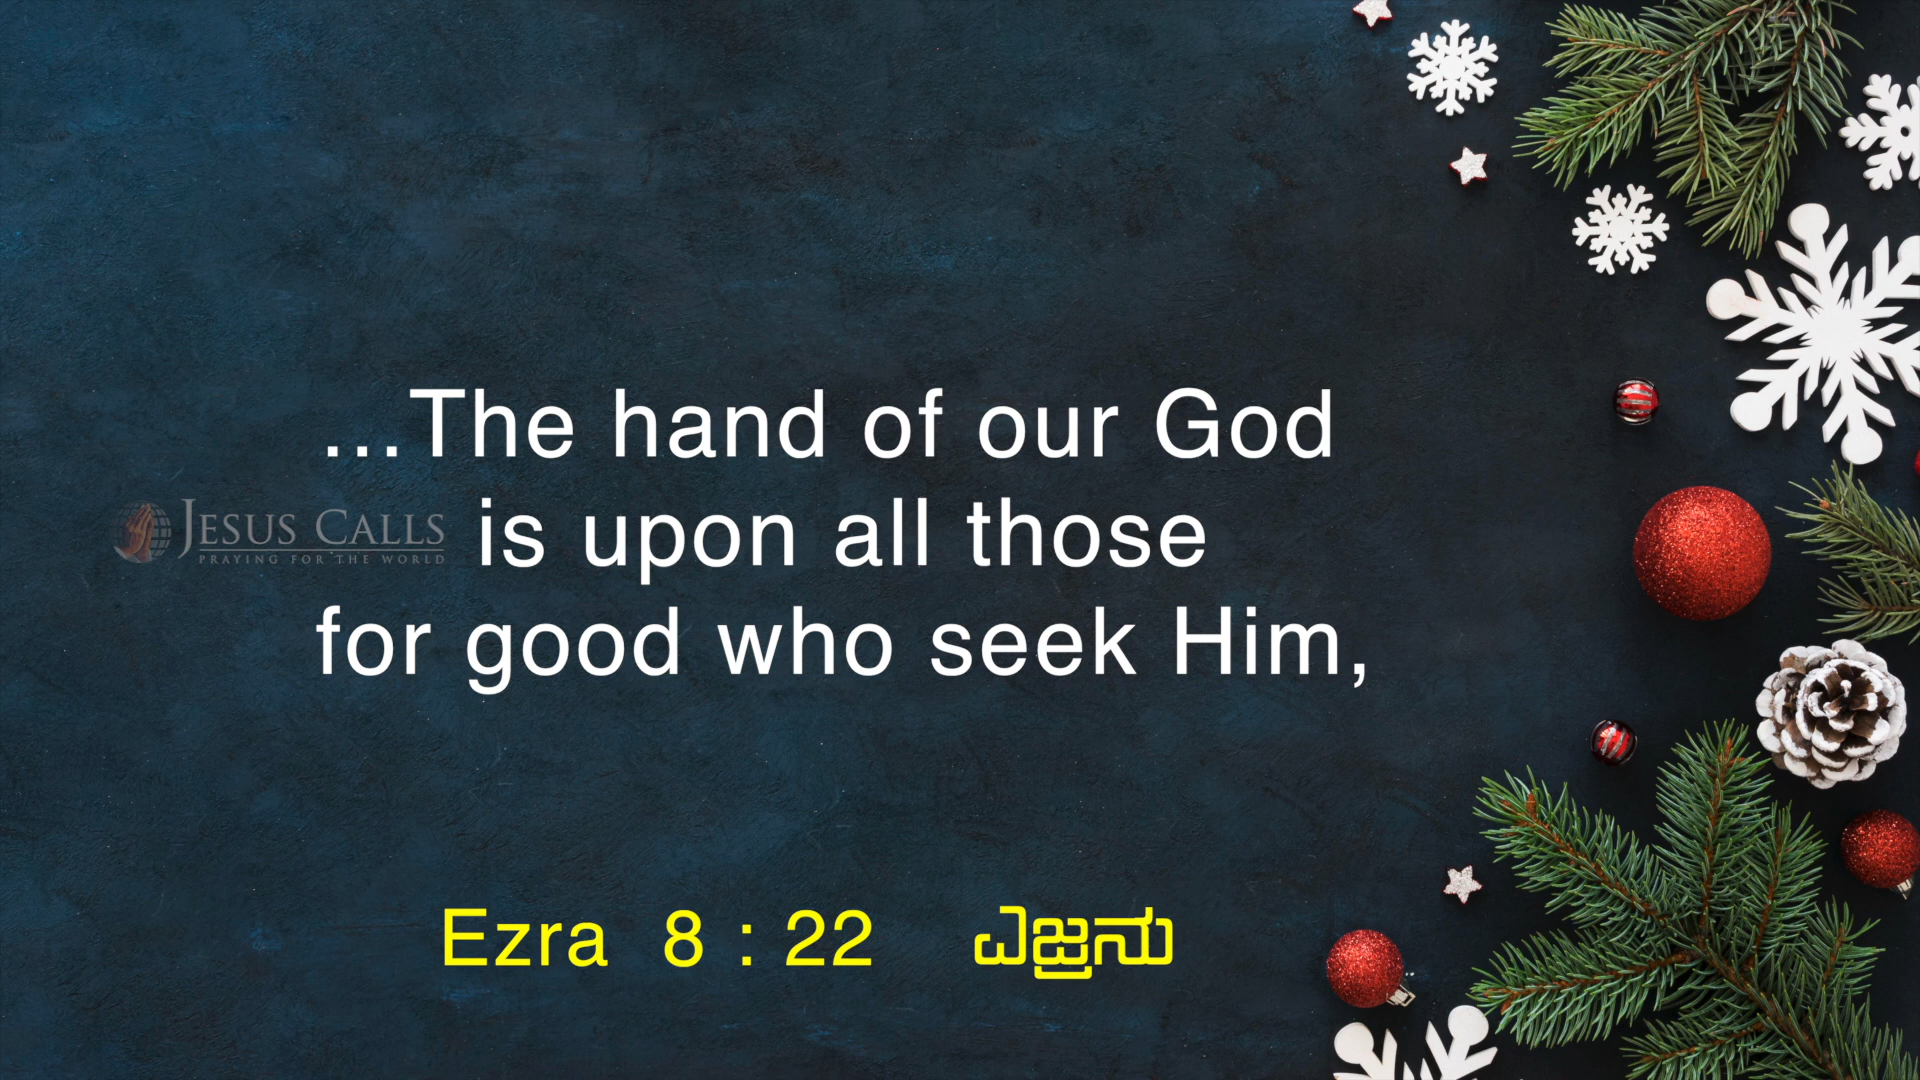 ...The hand of our God
JESUS CALLS
PRAYING FOR THE WORLD
is upon all those
for good who seek Him,
Ezra 8 : 22 ಎಜ್ರನು